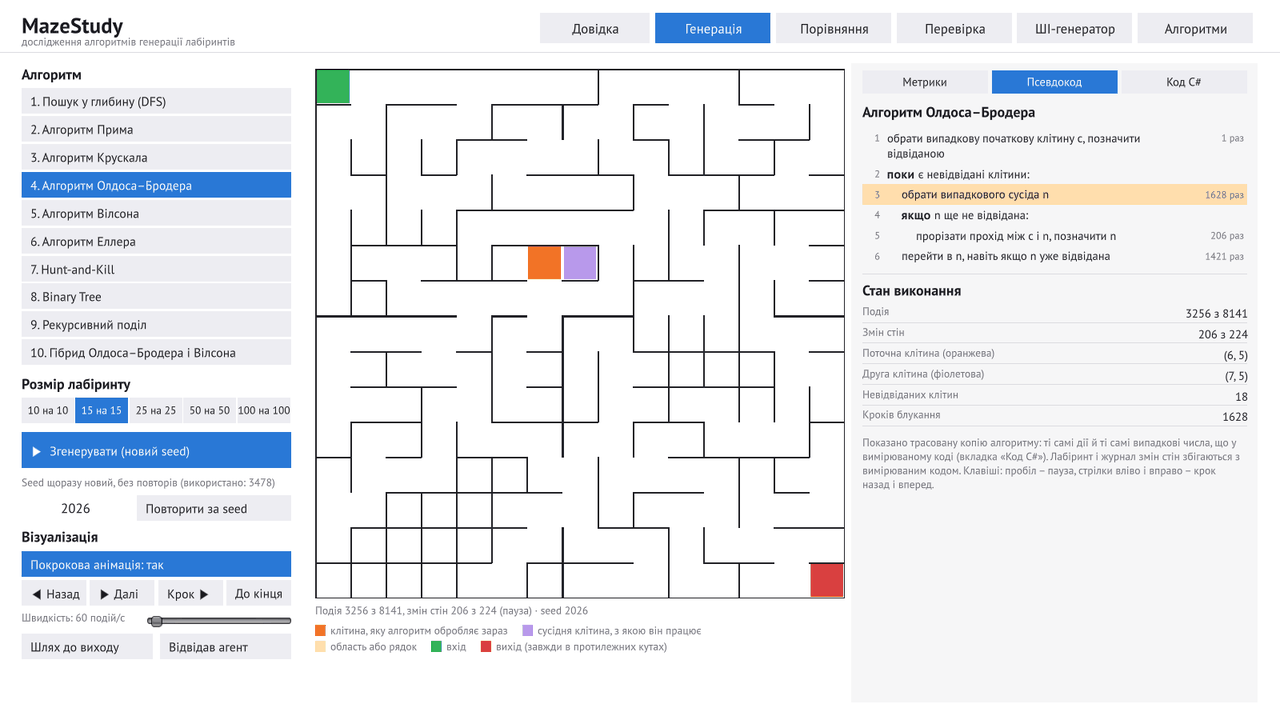 MazeStudy
дослідження алгоритмів генерації лабіринтів
Довідка
Генерація
Порівняння
Перевірка
ШІ-генератор
Алгоритми
Алгоритм
1. Пошук у глибину (DFS)
2. Алгоритм Прима
3. Алгоритм Крускала
4. Алгоритм Олдоса–Бродера
5. Алгоритм Вілсона
6. Алгоритм Еллера
7. Hunt-and-Kill
8. Binary Tree
9. Рекурсивний поділ
10. Гібрид Олдоса–Бродера і Вілсона
Розмір лабіринту
10 на 10
15 на 15
25 на 25
50 на 50
100 на 100
Згенерувати (новий seed)
Seed щоразу новий, без повторів (використано: 3478)
2026
Повторити за seed
Візуалізація
Покрокова анімація: так
Назад
Далі
Крок
До кінця
Швидкість: 60 подій/с
Шлях до виходу
Відвідав агент
Подія 3256 з 8141, змін стін 206 з 224 (пауза) · seed 2026
клітина, яку алгоритм обробляє зараз
сусідня клітина, з якою він працює
область або рядок
вхід
вихід (завжди в протилежних кутах)
Метрики
Псевдокод
Код C#
Алгоритм Олдоса–Бродера
1 обрати випадкову початкову клітину c, позначити 1 раз
відвіданою
2 поки є невідвідані клітини:
3 обрати випадкового сусіда n 1628 раз
4 якщо n ще не відвідана:
5 прорізати прохід між c і n, позначити n 206 раз
6 перейти в n, навіть якщо n уже відвідана 1421 раз
Стан виконання
Подія 3256 з 8141
Змін стін 206 з 224
Поточна клітина (оранжева) (6, 5)
Друга клітина (фіолетова) (7, 5)
Невідвіданих клітин 18
Кроків блукання 1628
Показано трасовану копію алгоритму: ті самі дії й ті самі випадкові числа, що у
вимірюваному коді (вкладка «Код C#»). Лабіринт і журнал змін стін збігаються з
вимірюваним кодом. Клавіші: пробіл – пауза, стрілки вліво і вправо – крок
назад і вперед.